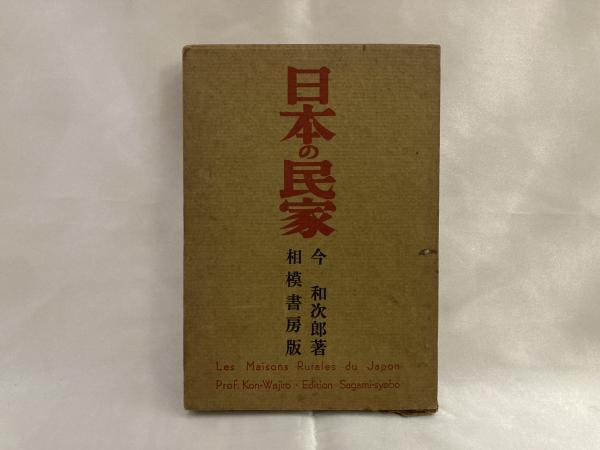 日本の民家
今 和次郎著
相模書房版
Les Maisons Rurales du Japon
Prof. Kon-Wajiro · Edition Sagami-syobo